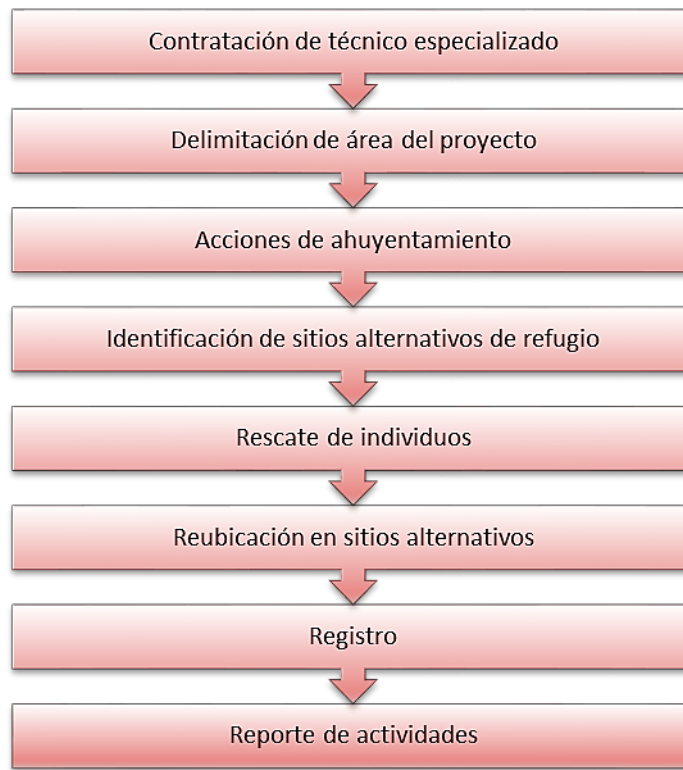 Contratación de técnico especializado
Delimitación de área del proyecto
Acciones de ahuyentamiento
Identificación de sitios alternativos de refugio
Rescate de individuos
Reubicación en sitios alternativos
Registro
Reporte de actividades